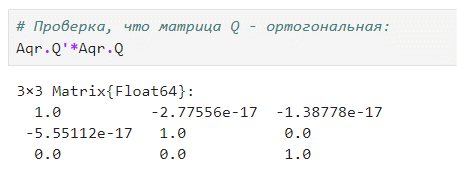 # Проверка, что матрица Q - ортогональная:
Aqr.Q'*Aqr.Q
3×3 Matrix{Float64}:
1.0 -2.77556e-17 -1.38778e-17
-5.55112e-17 1.0 0.0
0.0 0.0 1.0